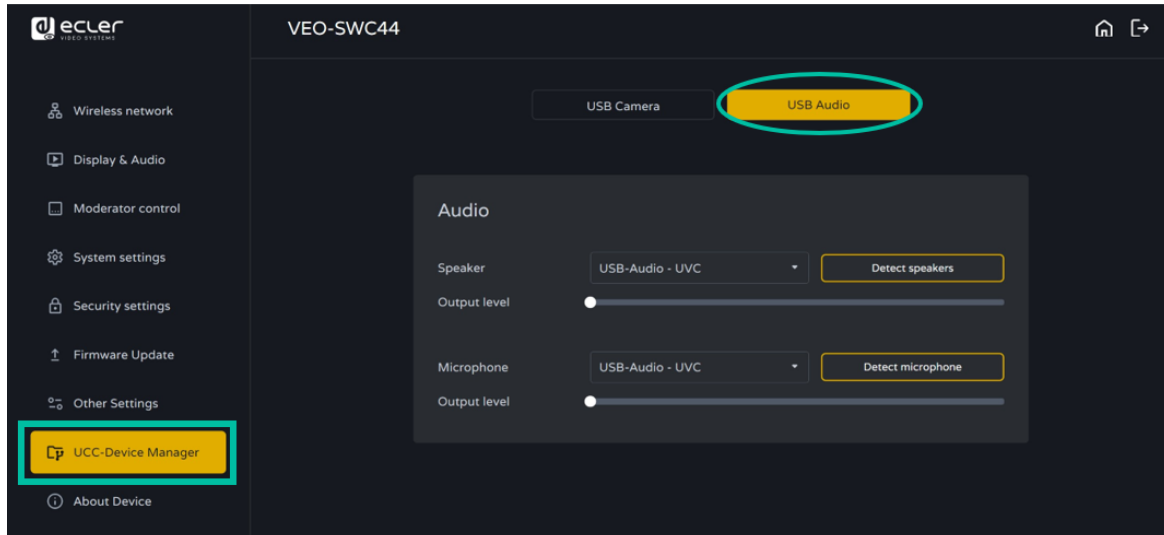 ecler
VIDEO SYSTEMS
VEO-SWC44
Wireless network
Display & Audio
Moderator control
System settings
Security settings
Firmware Update
Other Settings
UCC-Device Manager
About Device
USB Camera
USB Audio
Audio
Speaker
USB-Audio - UVC
Detect speakers
Output level
Microphone
USB-Audio - UVC
Detect microphone
Output level